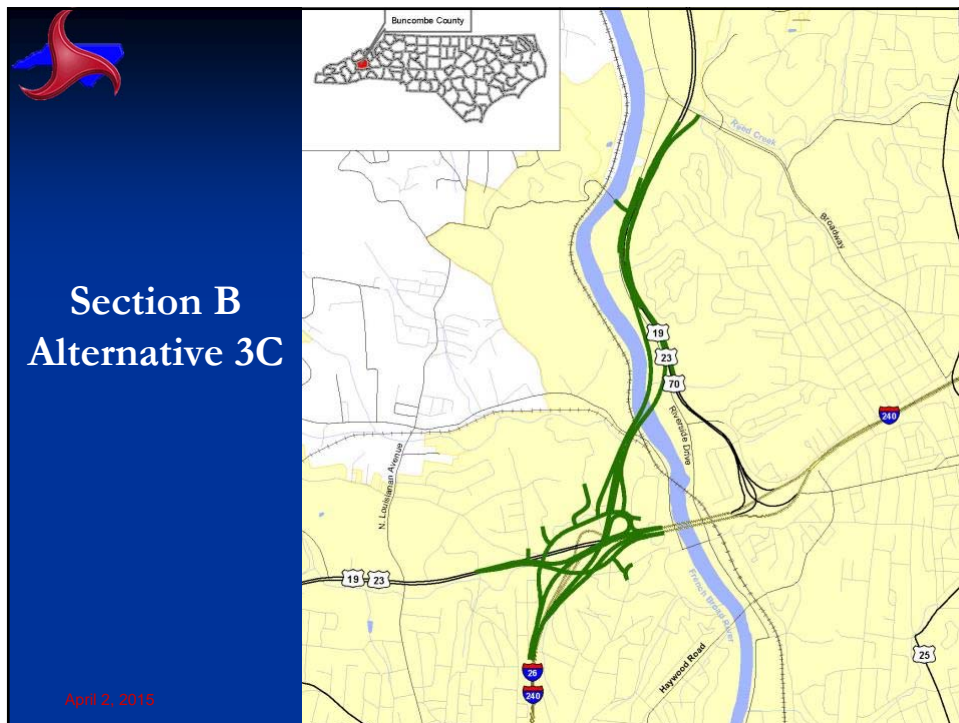 Buncombe County
Section B
Alternative 3C
April 2, 2015
Reed Creek
Broadway
19
23
70
240
Riverside Drive
N. Louisianan Avenue
19 23
French Broad River
Haywood Road
25
26
240